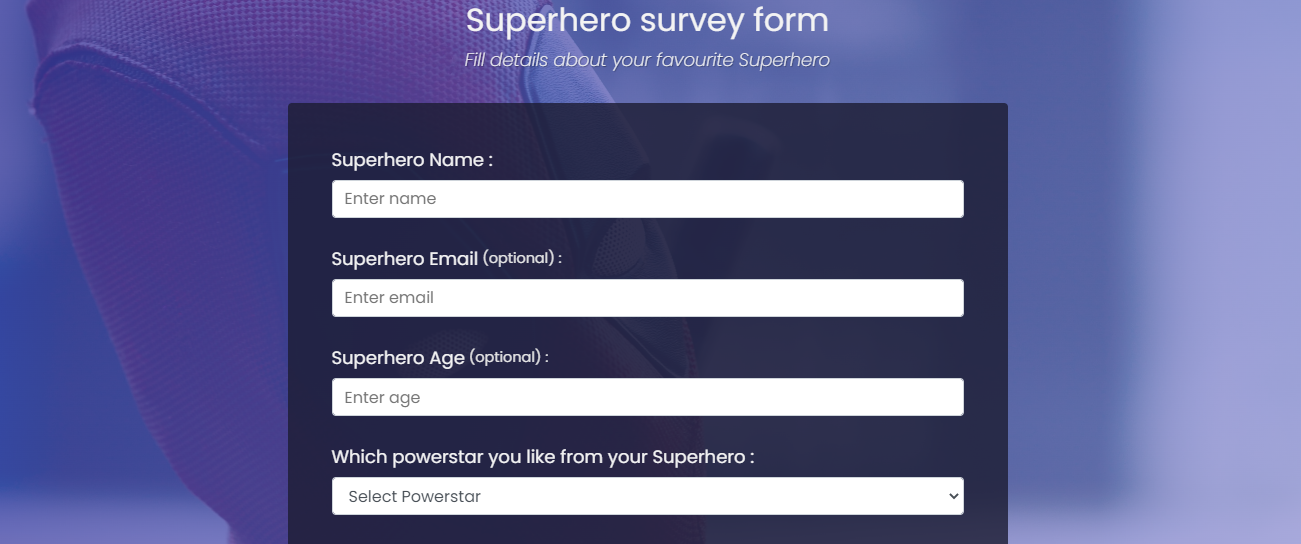 Superhero survey form
Fill details about your favourite Superhero
Superhero Name :
Enter name
Superhero Email (optional) :
Enter email
Superhero Age (optional) :
Enter age
Which powerstar you like from your Superhero :
Select Powerstar